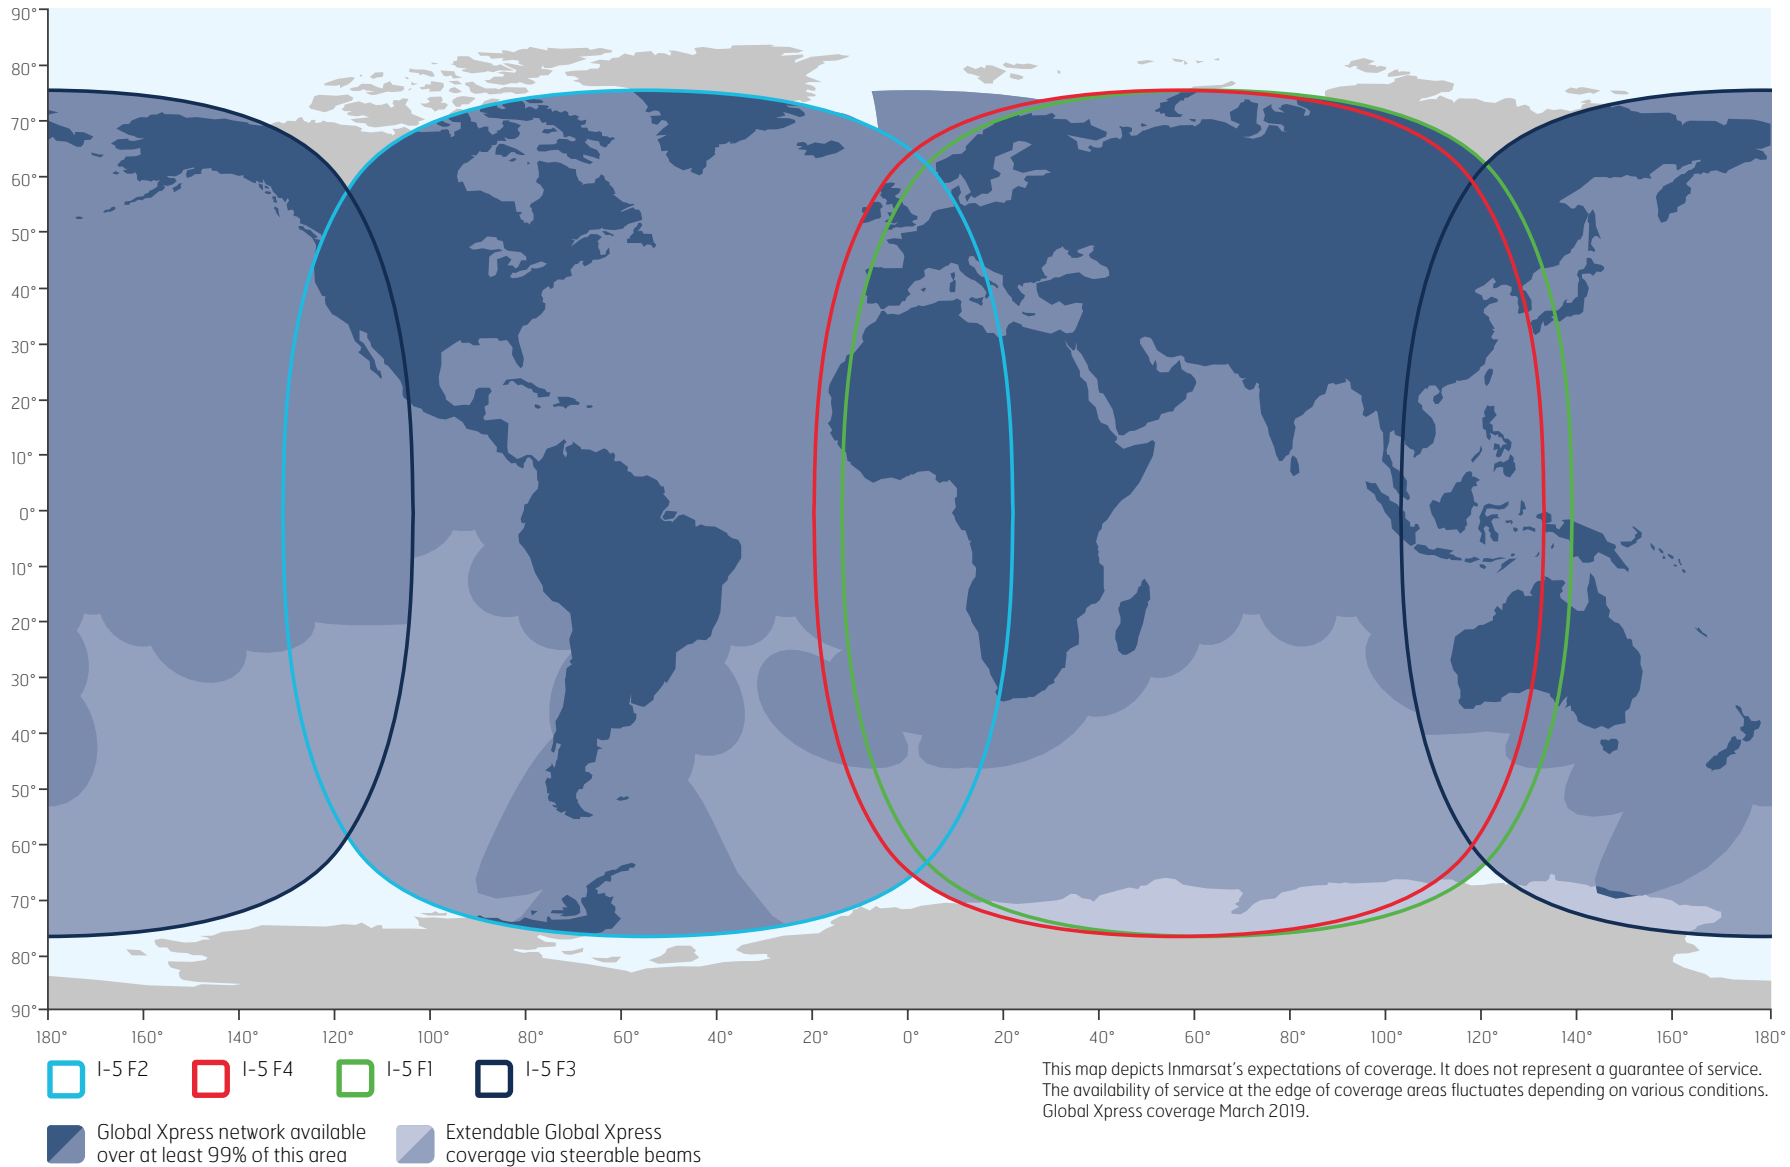 90°
80°
70°
60°
50°
40°
30°
20°
10°
0°
10°
20°
30°
40°
50°
60°
70°
80°
90°
180° 160° 140° 120° 100° 80° 60° 40° 20° 0° 20° 40° 60° 80° 100° 120° 140° 160° 180°
I-5 F2 I-5 F4 I-5 F1 I-5 F3
This map depicts Inmarsat's expectations of coverage. It does not represent a guarantee of service.
The availability of service at the edge of coverage areas fluctuates depending on various conditions.
Global Xpress coverage March 2019.
Global Xpress network available
over at least 99% of this area
Extendable Global Xpress
coverage via steerable beams